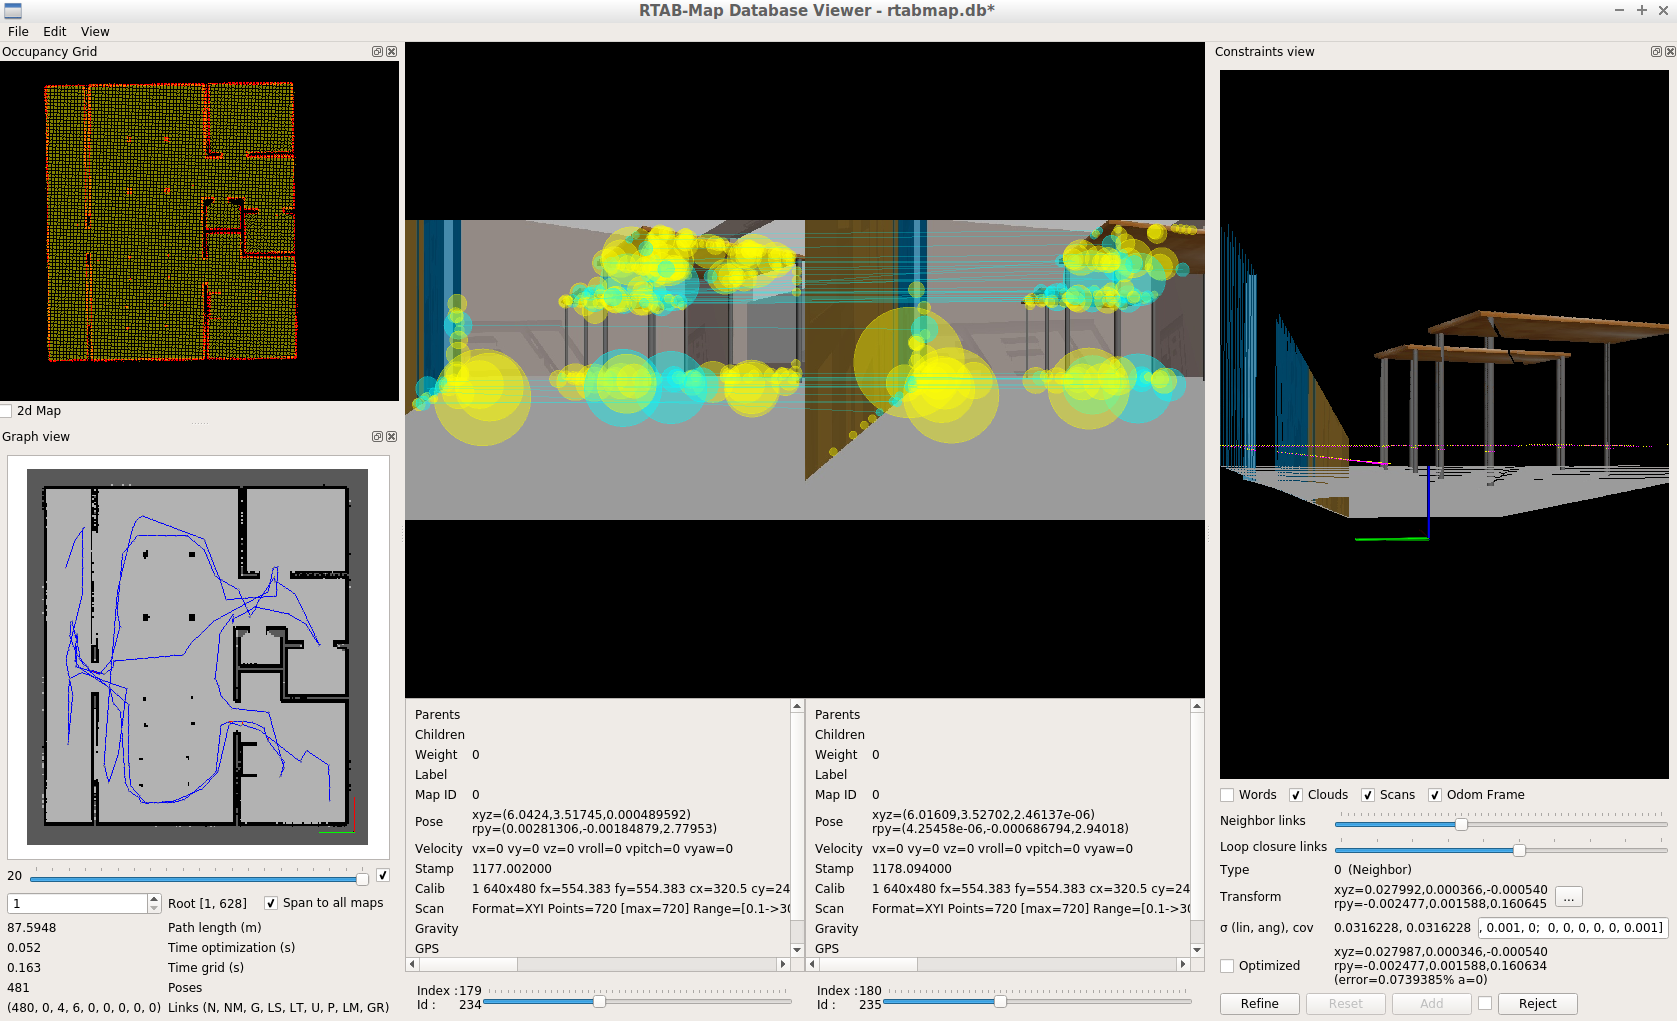 RTAB-Map Database Viewer - rtabmap.db*
File Edit View
Occupancy Grid
2d Map
Graph view
20
1 Root [1, 628] Span to all maps
87.5948 Path length (m)
0.052 Time optimization (s)
0.163 Time grid (s)
481 Poses
(480, 0, 4, 6, 0, 0, 0, 0, 0) Links (N, NM, G, LS, LT, U, P, LM, GR)
Parents
Children
Weight 0
Label
Map ID 0
Pose xyz=(6.0424,3.51745,0.000489592)
rpy=(0.00281306,-0.00184879,2.77953)
Velocity vx=0 vy=0 vz=0 vroll=0 vpitch=0 vyaw=0
Stamp 1177.002000
Calib 1 640x480 fx=554.383 fy=554.383 cx=320.5 cy=24
Scan Format=XYI Points=720 [max=720] Range=[0.1->30
Gravity
GPS
Index :179
Id : 234
Parents
Children
Weight 0
Label
Map ID 0
Pose xyz=(6.01609,3.52702,2.46137e-06)
rpy=(4.25458e-06,-0.000686794,2.94018)
Velocity vx=0 vy=0 vz=0 vroll=0 vpitch=0 vyaw=0
Stamp 1178.094000
Calib 1 640x480 fx=554.383 fy=554.383 cx=320.5 cy=24
Scan Format=XYI Points=720 [max=720] Range=[0.1->30
Gravity
GPS
Index :180
Id : 235
Constraints view
Words Clouds Scans Odom Frame
Neighbor links
Loop closure links
Type 0 (Neighbor)
Transform xyz=0.027992,0.000366,-0.000540
rpy=-0.002477,0.001588,0.160645 ...
σ (lin, ang), cov 0.0316228, 0.0316228 , 0.001, 0; 0, 0, 0, 0, 0, 0.001]
Optimized xyz=0.027987,0.000346,-0.000540
rpy=-0.002477,0.001588,0.160634
(error=0.0739385% a=0)
Refine Reset Add Reject